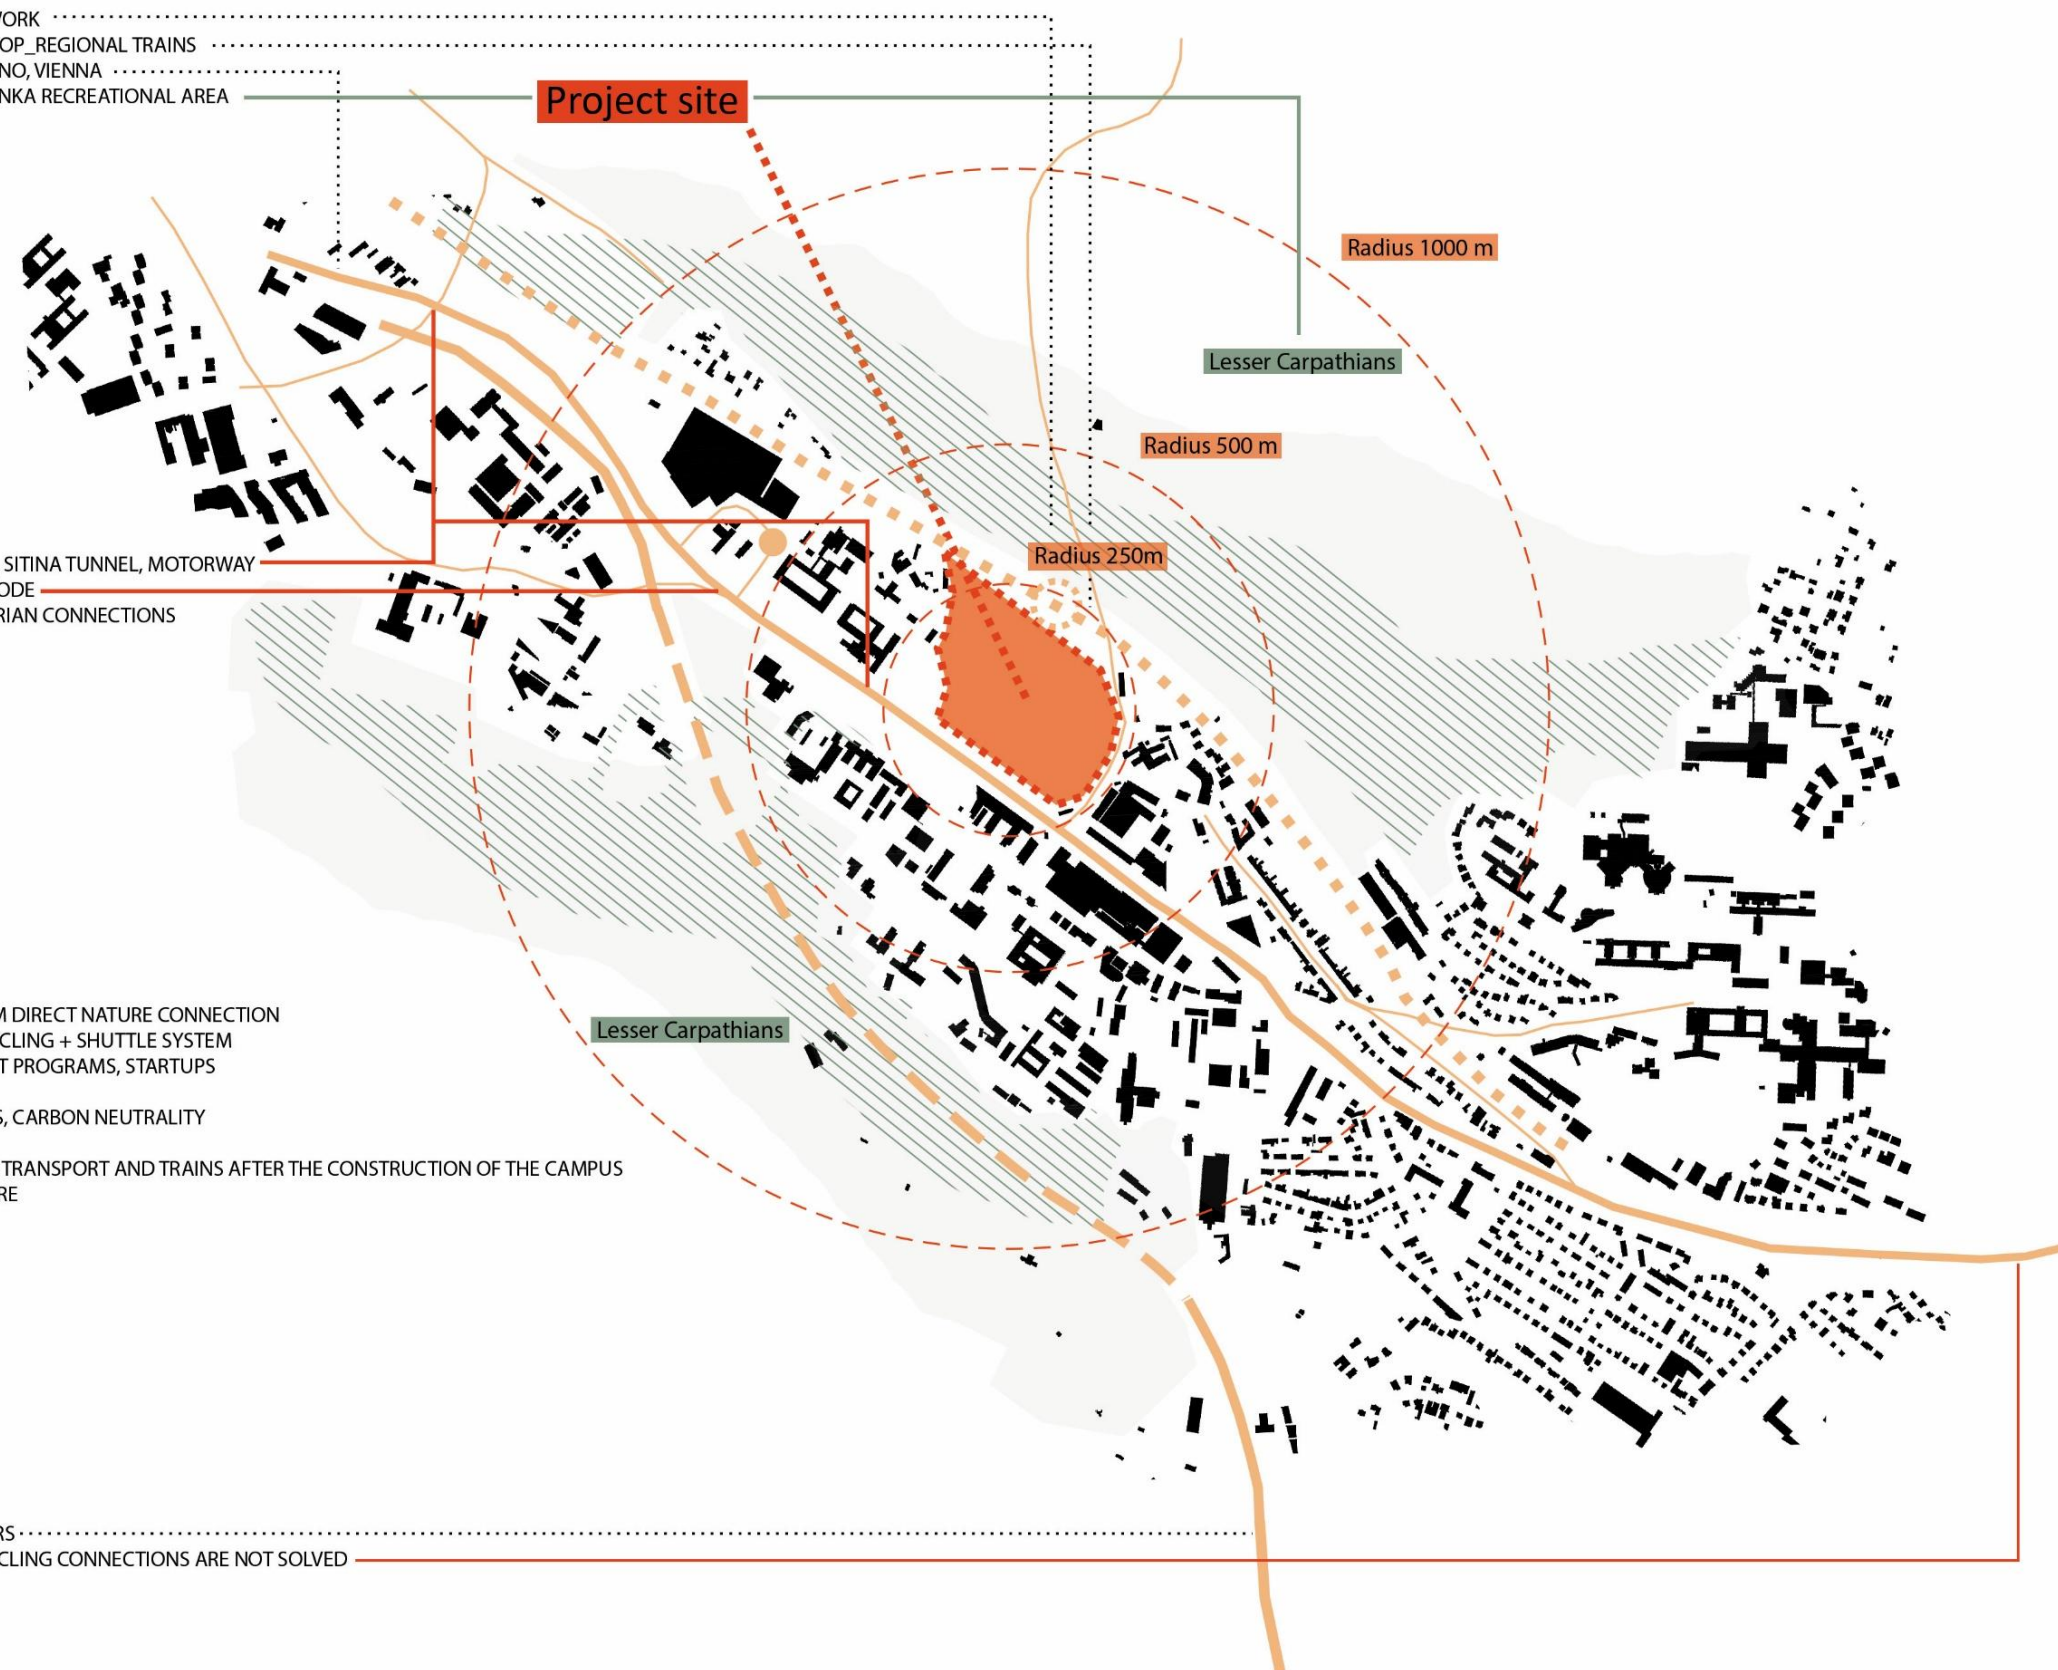 ORK
OP_REGIONAL TRAINS
NO, VIENNA
NKA RECREATIONAL AREA
Project site
Radius 1000 m
Lesser Carpathians
Radius 500 m
Radius 250m
SITINA TUNNEL, MOTORWAY
ODE
RIAN CONNECTIONS
M DIRECT NATURE CONNECTION
CLING + SHUTTLE SYSTEM
Lesser Carpathians
T PROGRAMS, STARTUPS
S, CARBON NEUTRALITY
TRANSPORT AND TRAINS AFTER THE CONSTRUCTION OF THE CAMPUS
RE
RS
CLING CONNECTIONS ARE NOT SOLVED